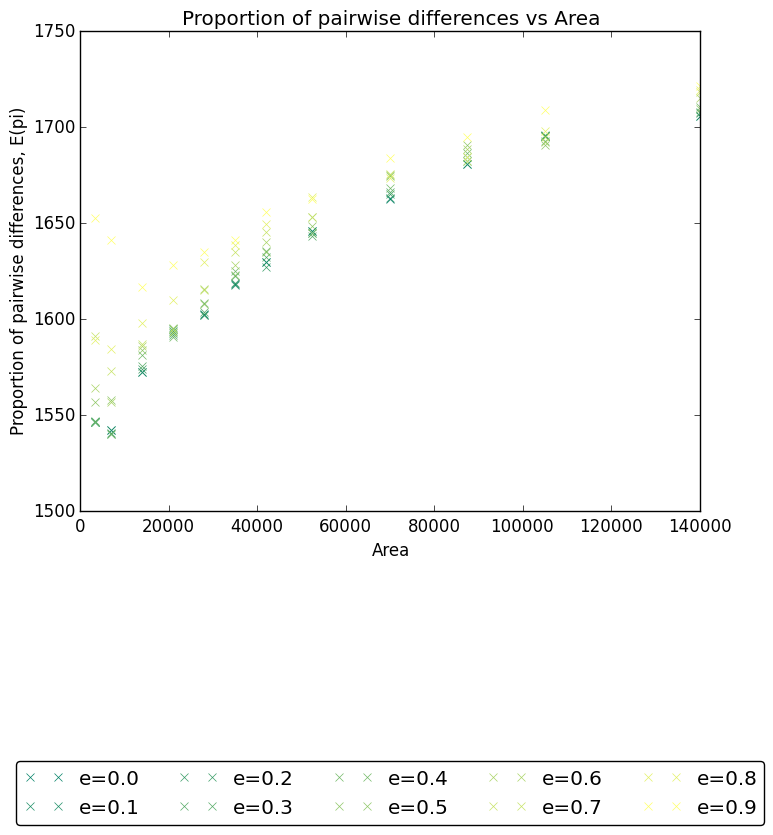 Proportion of pairwise differences vs Area
1750
1700
1650
1600
1550
1500
Proportion of pairwise differences, E(pi)
0 20000 40000 60000 80000 100000 120000 140000
Area
e=0.0 e=0.2 e=0.4 e=0.6 e=0.8
e=0.1 e=0.3 e=0.5 e=0.7 e=0.9